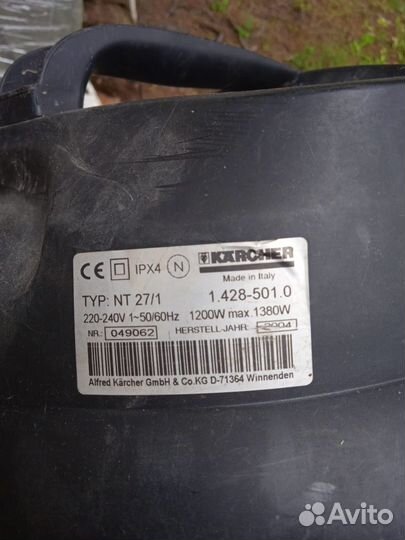 CE IPX4 N KÄRCHER
Made in Italy
TYP: NT 27/1 1.428-501.0
220-240V 1~50/60Hz 1200W max.1380W
NR.: 049062 HERSTELL-JAHR: 2004
Alfred Kärcher GmbH & Co.KG D-71364 Winnenden
Avito